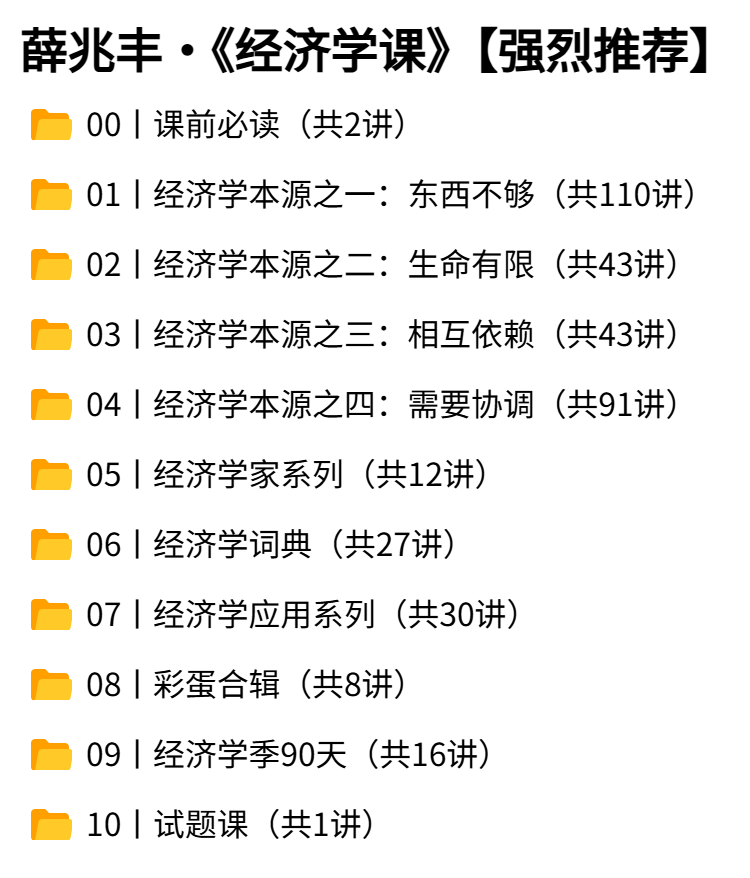 薛兆丰·《经济学课》【强烈推荐】
00丨课前必读（共2讲）
01丨经济学本源之一：东西不够（共110讲）
02丨经济学本源之二：生命有限（共43讲）
03丨经济学本源之三：相互依赖（共43讲）
04丨经济学本源之四：需要协调（共91讲）
05丨经济学家系列（共12讲）
06丨经济学词典（共27讲）
07丨经济学应用系列（共30讲）
08丨彩蛋合辑（共8讲）
09丨经济学季90天（共16讲）
10丨试题课（共1讲）